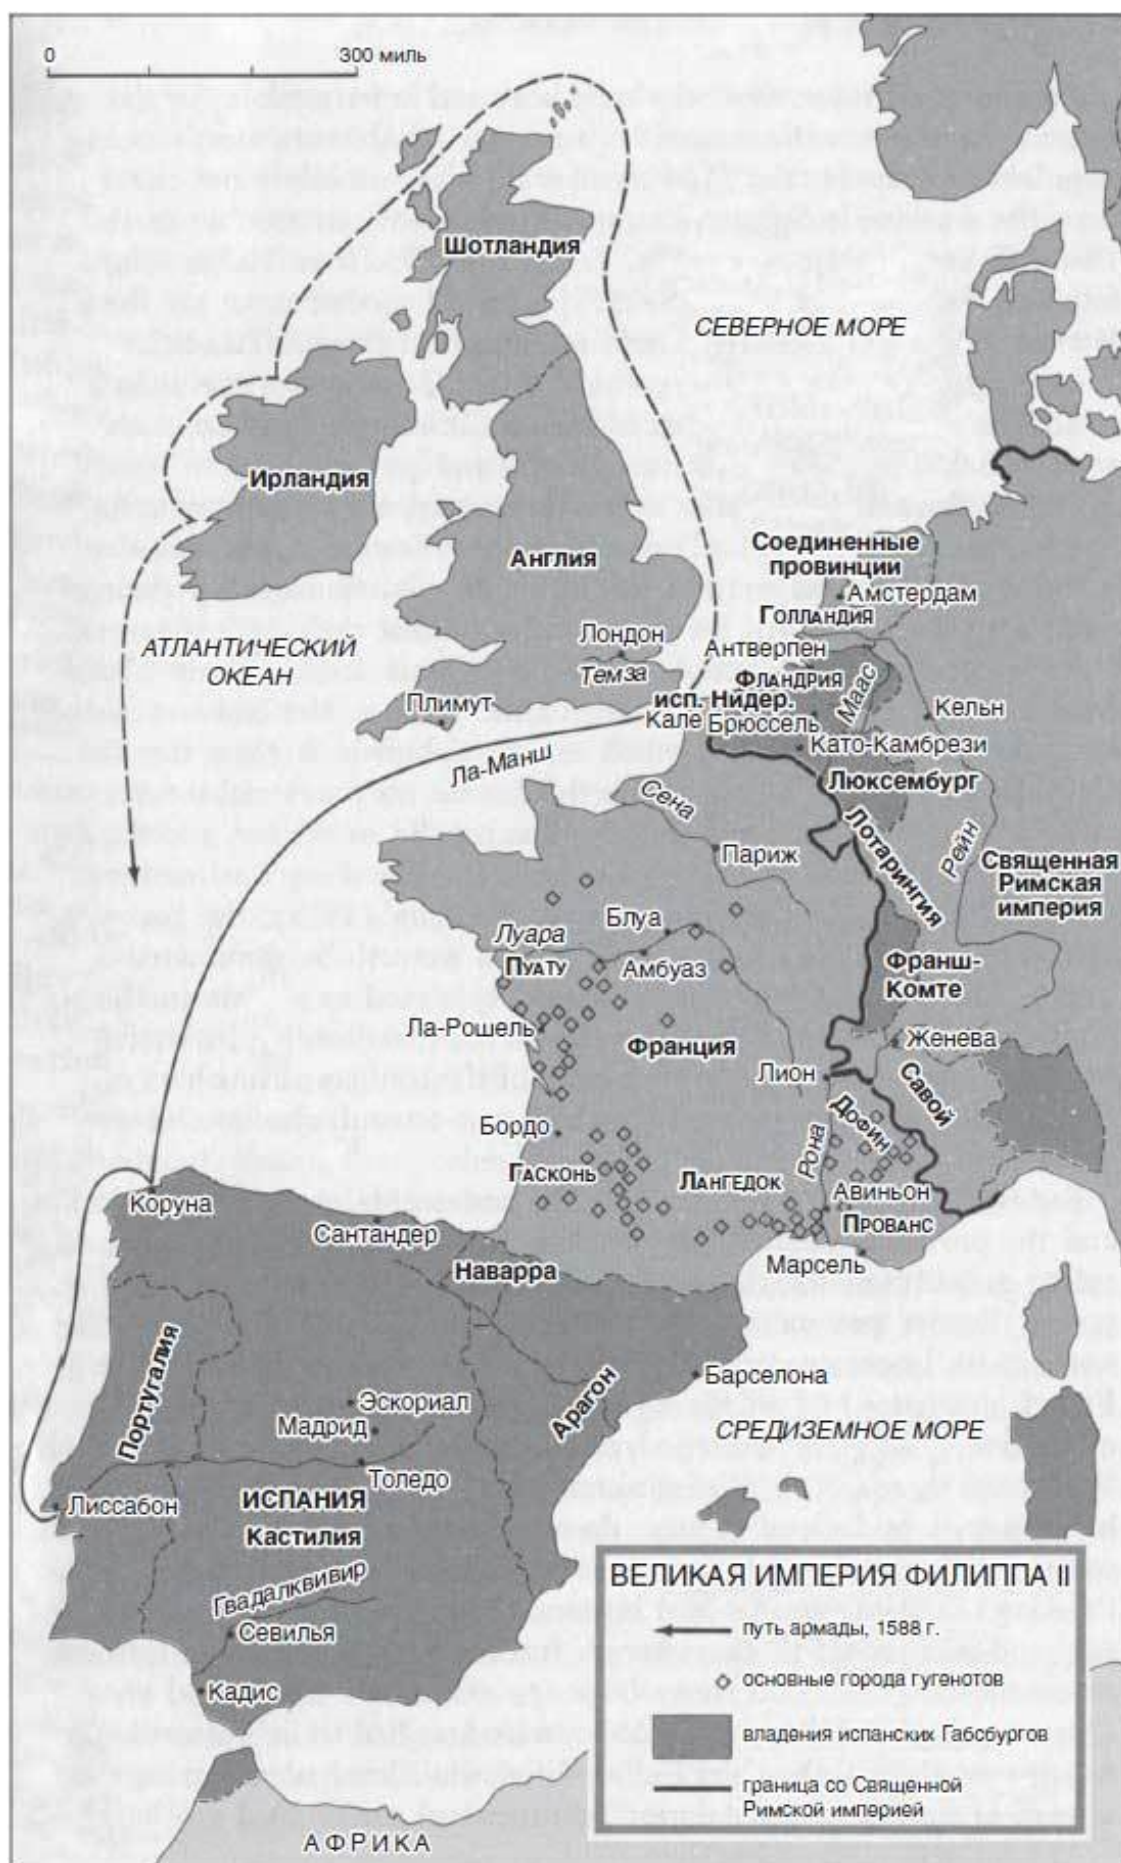 0 300 миль
Шотландия
СЕВЕРНОЕ МОРЕ
Ирландия
Англия
Соединенные
провинции
Амстердам
Голландия
АТЛАНТИЧЕСКИЙ
ОКЕАН
Лондон
Темза
Антверпен
Фландрия
Маас
исп. Нидер.
Плимут
Кале
Брюссель
Кельн
Ла-Манш
Като-Камбрези
Люксембург
Сена
Лотарингия
Рейн
Париж
Священная
Римская
империя
Блуа
Луара
Амбуаз
Пуату
Франш-
Комте
Ла-Рошель
Франция
Женева
Лион
Савой
Дофин
Бордо
Рона
Гасконь
Лангедок
Авиньон
Прованс
Марсель
Коруна
Сантандер
Наварра
Португалия
Барселона
Арагон
Эскориал
Мадрид
СРЕДИЗЕМНОЕ МОРЕ
Толедо
Лиссабон
ИСПАНИЯ
Кастилия
Гвадалквивир
Севилья
Кадис
АФРИКА
ВЕЛИКАЯ ИМПЕРИЯ ФИЛИППА II
путь армады, 1588 г.
основные города гугенотов
владения испанских Габсбургов
граница со Священной
Римской империей